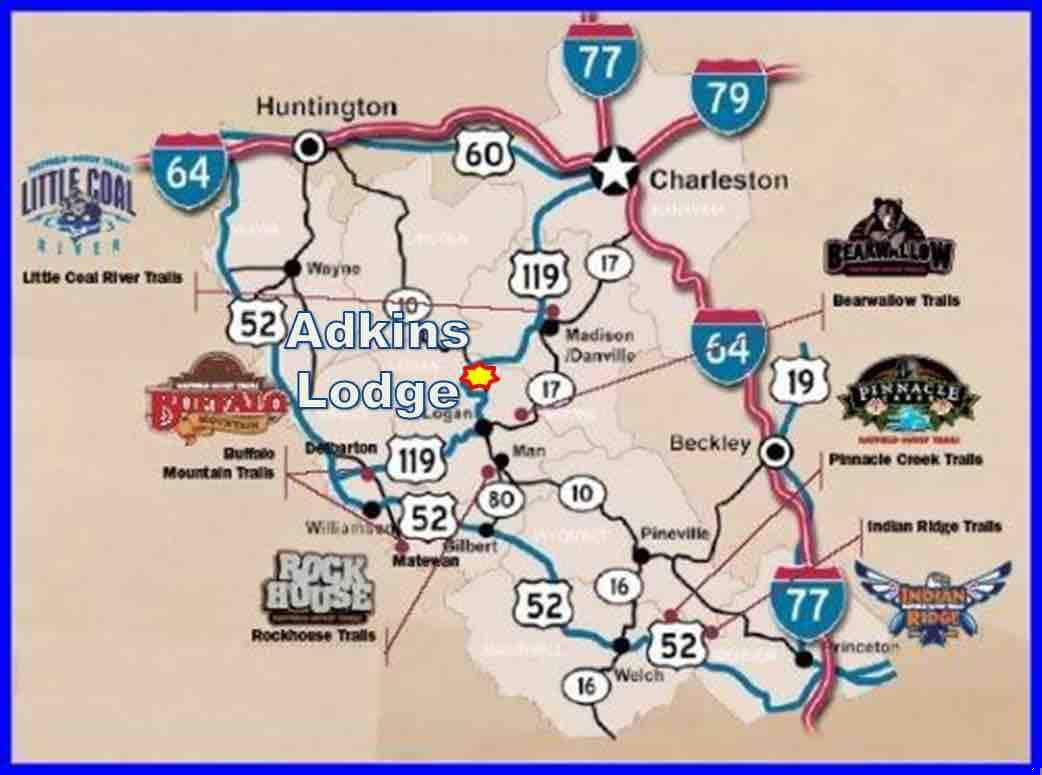 77
79
Huntington
60
64
Charleston
LITTLE COAL
RIVER
119
17
BEARWALLOW
Wayne
Little Coal River Trails
Bearwallow Trails
10
52
Adkins
Madison
/Danville
64
Lodge
17
19
PINNACLE
CREEK
BUFFALO
MOUNTAIN
Logan
Beckley
Buffalo
Mountain Trails
Delbarton
119
Man
Pinnacle Creek Trails
80
10
52
Williamson
Gilbert
Pineville
Indian Ridge Trails
Matewan
ROCK
HOUSE
16
52
77
INDIAN
RIDGE
Rockhouse Trails
52
Princeton
Welch
16